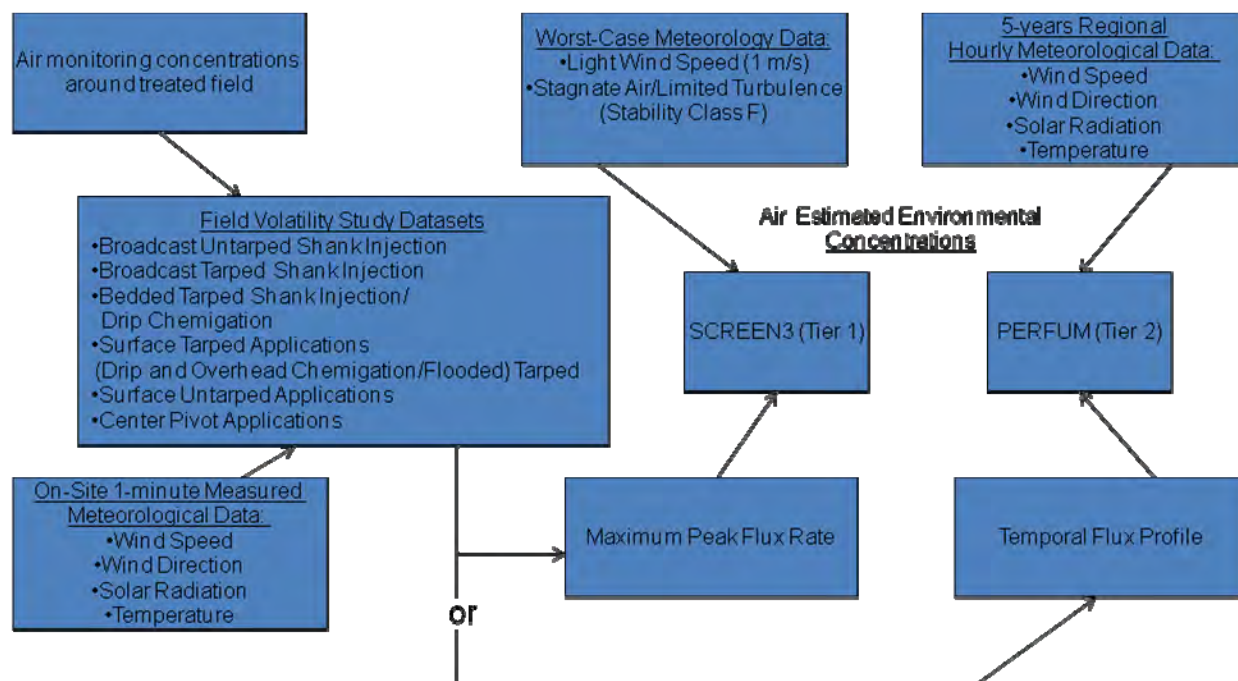 Air monitoring concentrations
around treated field
Worst-Case Meteorology Data:
•Light Wind Speed (1 m/s)
•Stagnate Air/Limited Turbulence
(Stability Class F)
5-years Regional
Hourly Meteorological Data:
•Wind Speed
•Wind Direction
•Solar Radiation
•Temperature
Field Volatility Study Datasets
•Broadcast Untarped Shank Injection
•Broadcast Tarped Shank Injection
•Bedded Tarped Shank Injection/
Drip Chemigation
•Surface Tarped Applications
(Drip and Overhead Chemigation/Flooded) Tarped
•Surface Untarped Applications
•Center Pivot Applications
Air Estimated Environmental
Concentrations
SCREEN3 (Tier 1)
PERFUM (Tier 2)
On-Site 1-minute Measured
Meteorological Data:
•Wind Speed
•Wind Direction
•Solar Radiation
•Temperature
Maximum Peak Flux Rate
Temporal Flux Profile
or